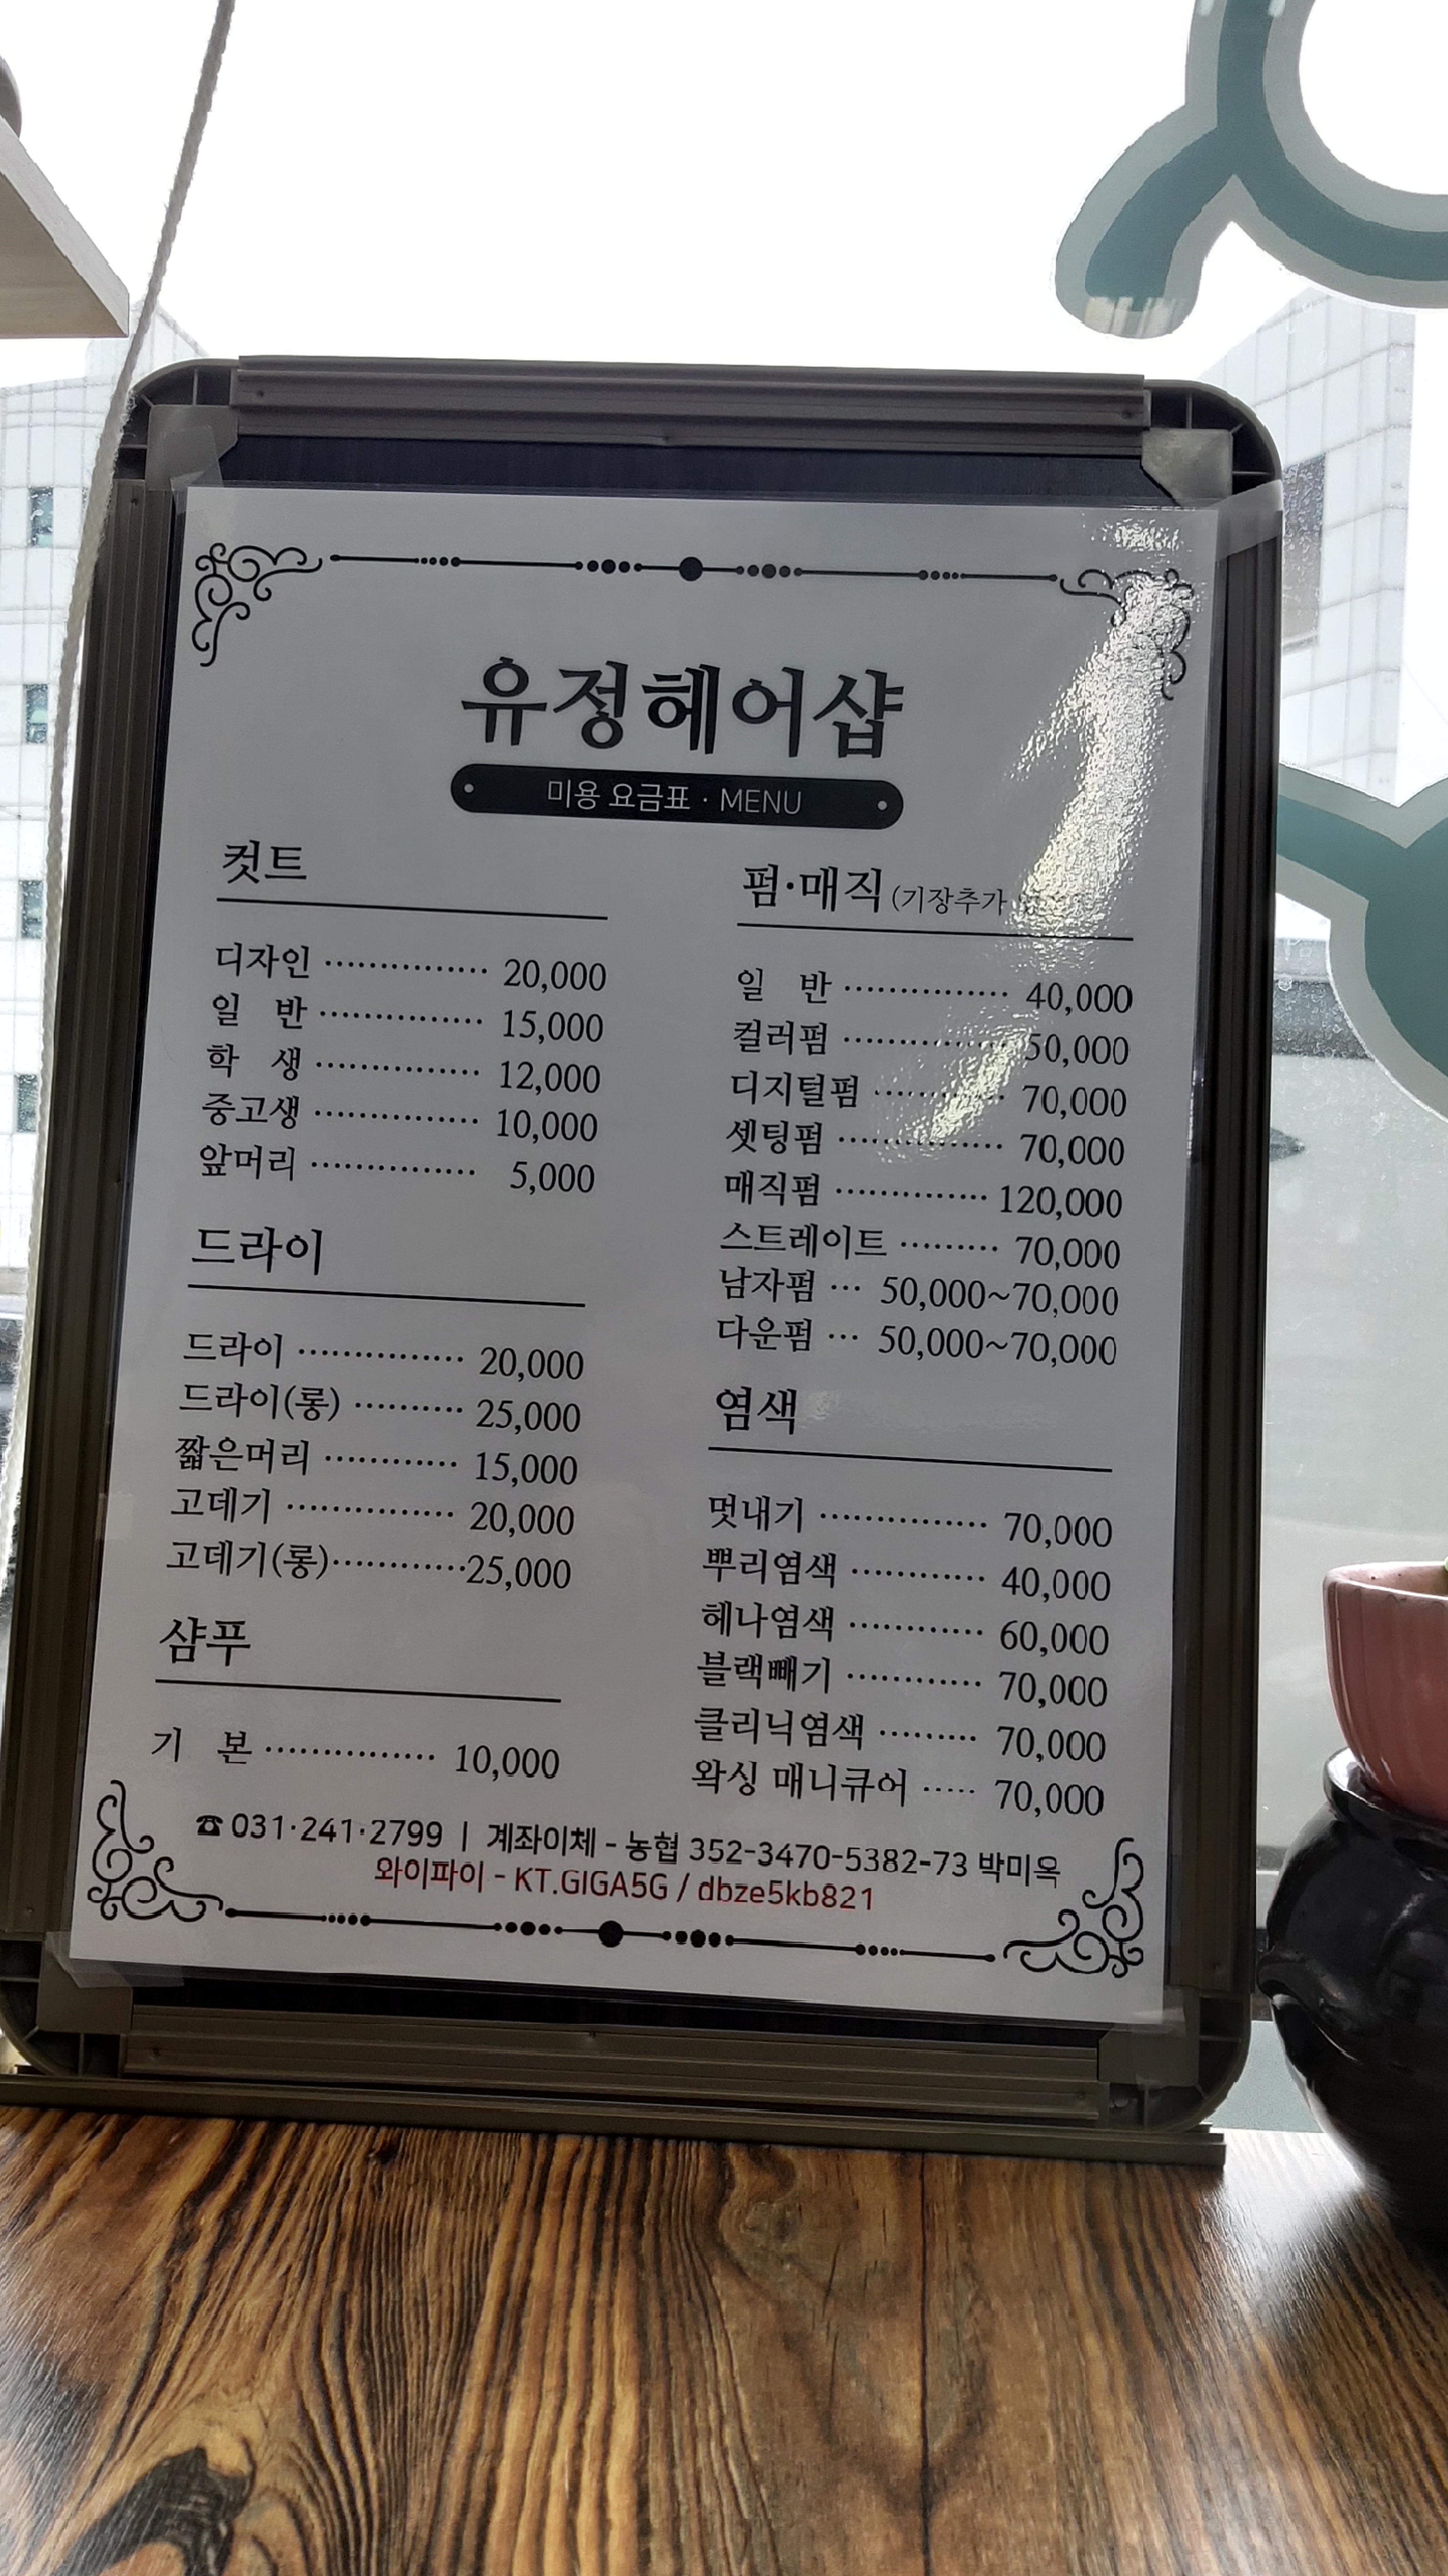 유정헤어샵
미용 요금표 · MENU
컷트
디자인 ··············· 20,000
일 반 ··············· 15,000
학 생 ··············· 12,000
중고생 ··············· 10,000
앞머리 ··············· 5,000
드라이
드라이 ··············· 20,000
드라이(롱) ·········· 25,000
짧은머리 ············ 15,000
고데기 ··············· 20,000
고데기(롱)············25,000
샴푸
기 본 ··············· 10,000
펌·매직 (기장추가
일 반 ··············· 40,000
컬러펌 ··············· 50,000
디지털펌 ············ 70,000
셋팅펌 ··············· 70,000
매직펌 ·············· 120,000
스트레이트 ········· 70,000
남자펌 ··· 50,000~70,000
다운펌 ··· 50,000~70,000
염색
멋내기 ··············· 70,000
뿌리염색 ············ 40,000
헤나염색 ············ 60,000
블랙빼기 ············ 70,000
클리닉염색 ········· 70,000
왁싱 매니큐어 ····· 70,000
☎ 031·241·2799 | 계좌이체 - 농협 352-3470-5382-73 박미옥
와이파이 - KT.GIGA5G / dbze5kb821